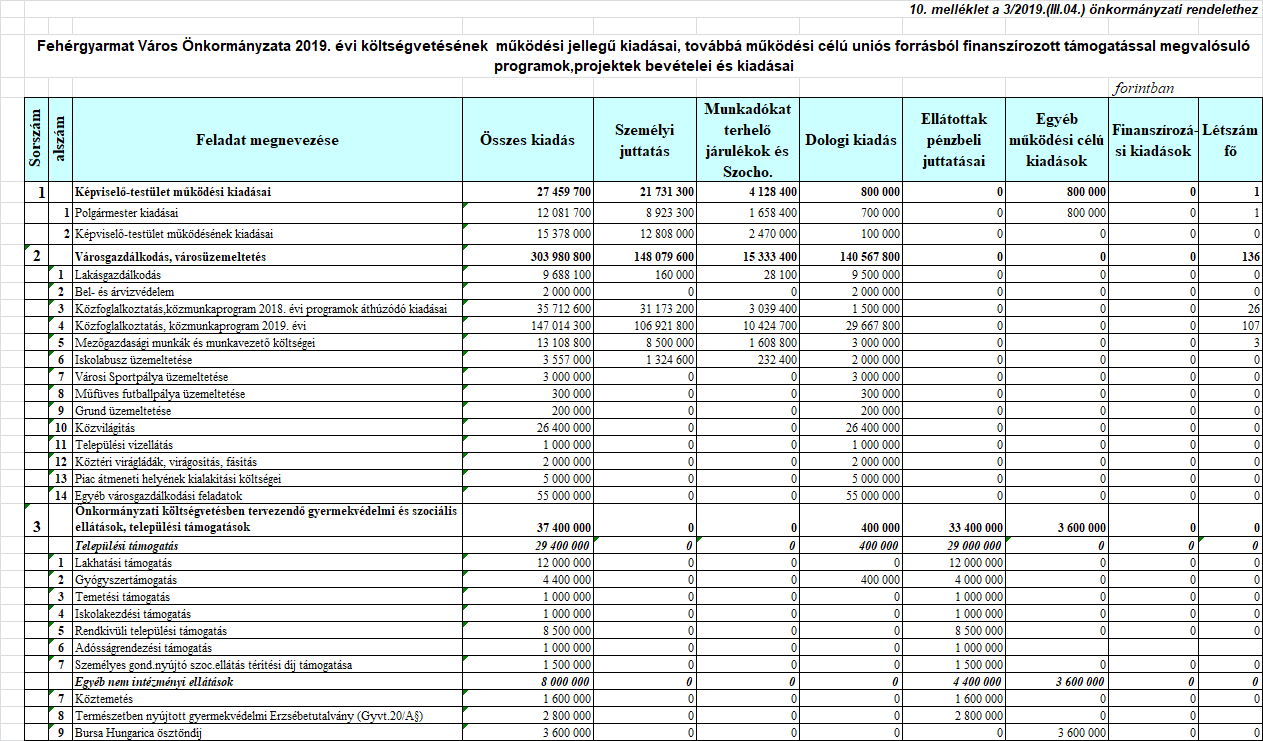 10. melléklet a 3/2019.(III.04.) önkormányzati rendelethez
Fehérgyarmat Város Önkormányzata 2019. évi költségvetésének működési jellegű kiadásai, továbbá működési célú uniós forrásból finanszírozott támogatással megvalósuló
programok,projektek bevételei és kiadásai
forintban
Sorszám alszám Feladat megnevezése Összes kiadás Személyi juttatás Munkadókat terhelő járulékok és Szocho. Dologi kiadás Ellátottak pénzbeli juttatásai Egyéb működési célú kiadások Finanszírozá-si kiadások Létszám fő
1 Képviselő-testület működési kiadásai 27 459 700 21 731 300 4 128 400 800 000 0 800 000 0 1
1 Polgármester kiadásai 12 081 700 8 923 300 1 658 400 700 000 0 800 000 0 1
2 Képviselő-testület működésének kiadásai 15 378 000 12 808 000 2 470 000 100 000 0 0 0 0
2 Városgazdálkodás, városüzemeltetés 303 980 800 148 079 600 15 333 400 140 567 800 0 0 0 136
1 Lakásgazdálkodás 9 688 100 160 000 28 100 9 500 000 0 0 0 0
2 Bel- és árvízvédelem 2 000 000 0 0 2 000 000 0 0 0 0
3 Közfoglalkoztatás,közmunkaprogram 2018. évi programok áthúzódó kiadásai 35 712 600 31 173 200 3 039 400 1 500 000 0 0 0 26
4 Közfoglalkoztatás, közmunkaprogram 2019. évi 147 014 300 106 921 800 10 424 700 29 667 800 0 0 0 107
5 Mezőgazdasági munkák és munkavezető költségei 13 108 800 8 500 000 1 608 800 3 000 000 0 0 0 3
6 Iskolabusz üzemeltetése 3 557 000 1 324 600 232 400 2 000 000 0 0 0 0
7 Városi Sportpálya üzemeltetése 3 000 000 0 0 3 000 000 0 0 0 0
8 Műfüves futballpálya üzemeltetése 300 000 0 0 300 000 0 0 0 0
9 Grund üzemeltetése 200 000 0 0 200 000 0 0 0 0
10 Közvilágítás 26 400 000 0 0 26 400 000 0 0 0 0
11 Települési vízellátás 1 000 000 0 0 1 000 000 0 0 0 0
12 Köztéri virágládák, virágosítás, fásítás 2 000 000 0 0 2 000 000 0 0 0 0
13 Piac átmeneti helyének kialakítási költségei 5 000 000 0 0 5 000 000 0 0 0 0
14 Egyéb városgazdálkodási feladatok 55 000 000 0 0 55 000 000 0 0 0 0
Önkormányzati költségvetésben tervezendő gyermekvédelmi és szociális
3 ellátások, települési támogatások 37 400 000 0 0 400 000 33 400 000 3 600 000 0 0
Települési támogatás 29 400 000 0 0 400 000 29 000 000 0 0 0
1 Lakhatási támogatás 12 000 000 0 0 0 12 000 000 0 0 0
2 Gyógyszertámogatás 4 400 000 0 0 400 000 4 000 000 0 0 0
3 Temetési támogatás 1 000 000 0 0 0 1 000 000 0 0 0
4 Iskolakezdési támogatás 1 000 000 0 0 0 1 000 000 0 0 0
5 Rendkívüli települési támogatás 8 500 000 0 0 0 8 500 000 0 0 0
6 Adósságrendezési támogatás 1 000 000 0 0 0 1 000 000
7 Személyes gond.nyújtó szoc.ellátás térítési díj támogatása 1 500 000 0 0 0 1 500 000 0 0 0
Egyéb nem intézményi ellátások 8 000 000 0 0 0 4 400 000 3 600 000 0 0
7 Köztemetés 1 600 000 0 0 0 1 600 000 0 0 0
8 Természetben nyújtott gyermekvédelmi Erzsébetutalvány (Gyvt.20/A§) 2 800 000 0 0 0 2 800 000 0 0
9 Bursa Hungarica ösztöndíj 3 600 000 0 0 0 0 3 600 000 0 0